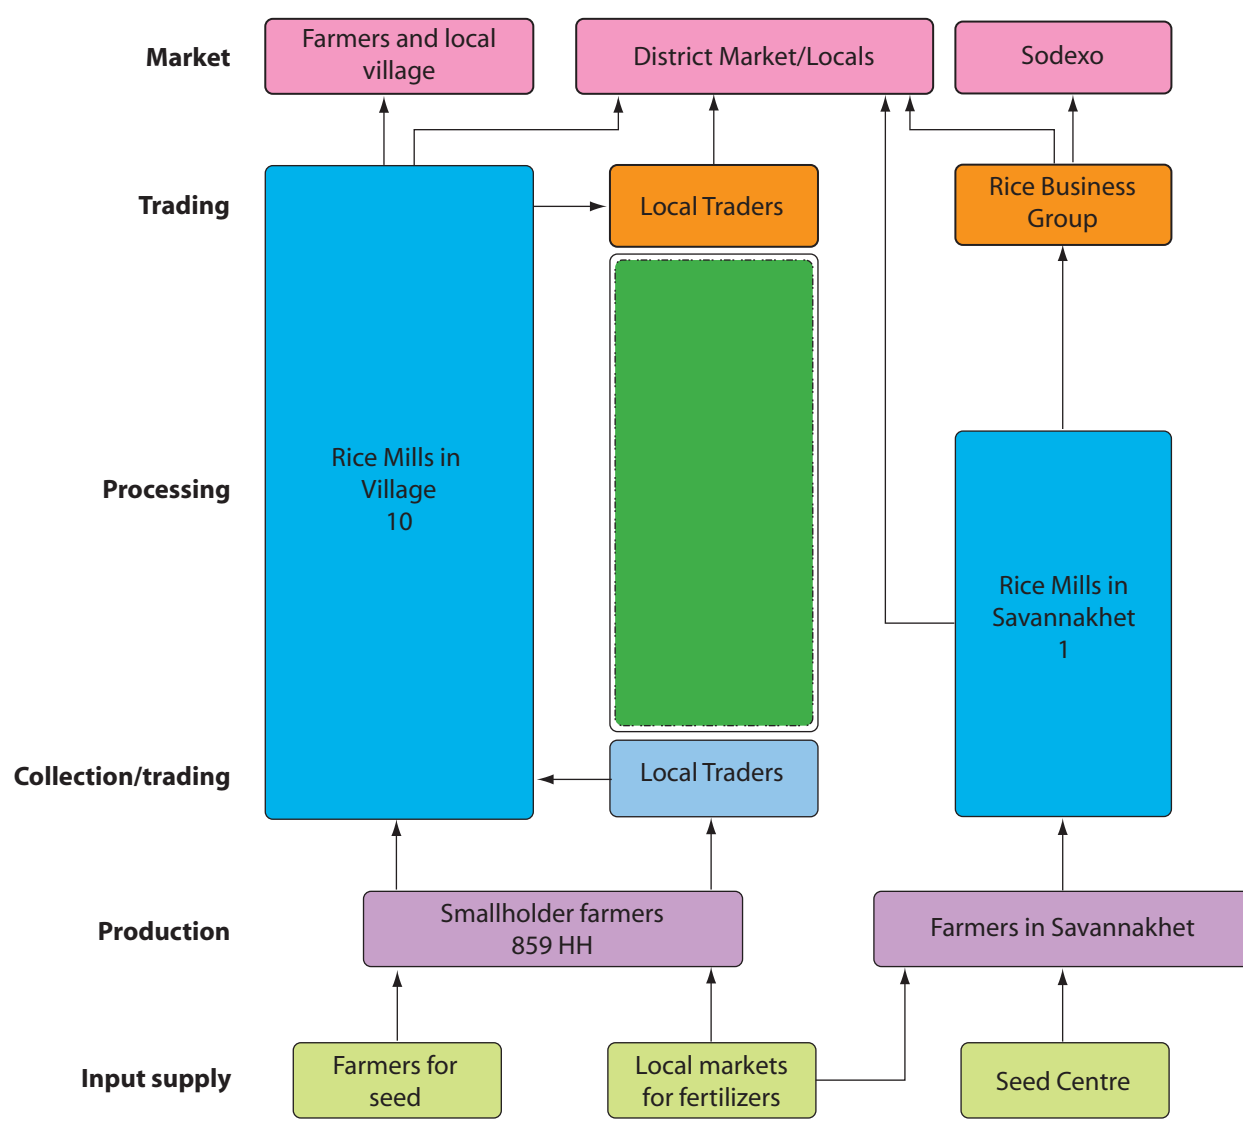 Market
Farmers and local
village
District Market/Locals
Sodexo
Trading
Local Traders
Rice Business
Group
Processing
Rice Mills in
Village
10
Rice Mills in
Savannakhet
1
Collection/trading
Local Traders
Production
Smallholder farmers
859 HH
Farmers in Savannakhet
Input supply
Farmers for
seed
Local markets
for fertilizers
Seed Centre